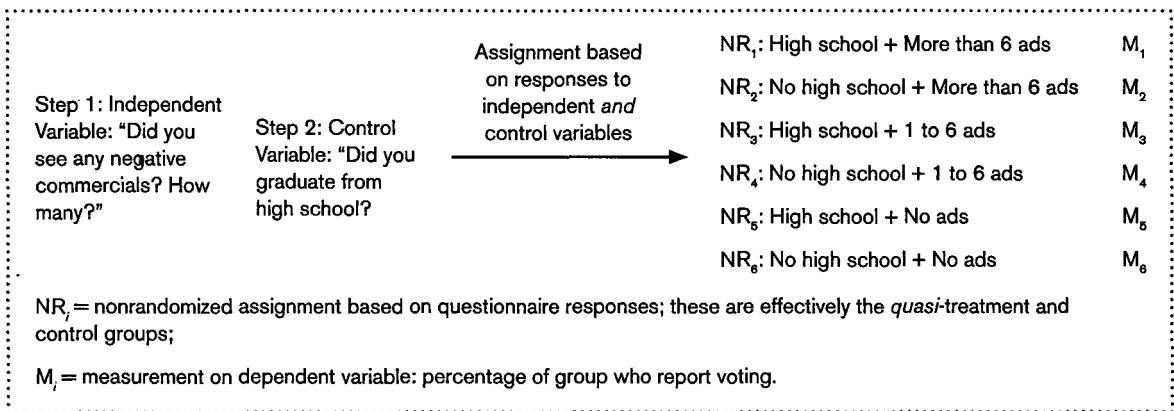 Step 1: Independent
Variable: "Did you
see any negative
commercials? How
many?"
Step 2: Control
Variable: "Did you
graduate from
high school?
Assignment based
on responses to
independent and
control variables
NR₁: High school + More than 6 ads M₁
NR₂: No high school + More than 6 ads M₂
NR₃: High school + 1 to 6 ads M₃
NR₄: No high school + 1 to 6 ads M₄
NR₅: High school + No ads M₅
NR₆: No high school + No ads M₆
NRᵢ = nonrandomized assignment based on questionnaire responses; these are effectively the quasi-treatment and
control groups;
Mᵢ = measurement on dependent variable: percentage of group who report voting.